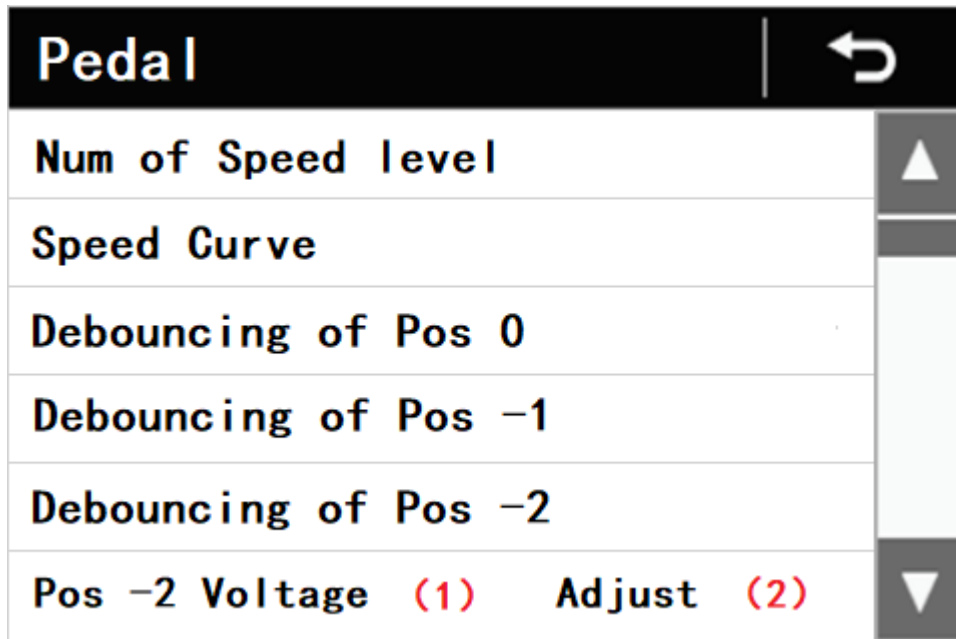 Pedal
Num of Speed level
Speed Curve
Debouncing of Pos 0
Debouncing of Pos -1
Debouncing of Pos -2
Pos -2 Voltage (1) Adjust (2)